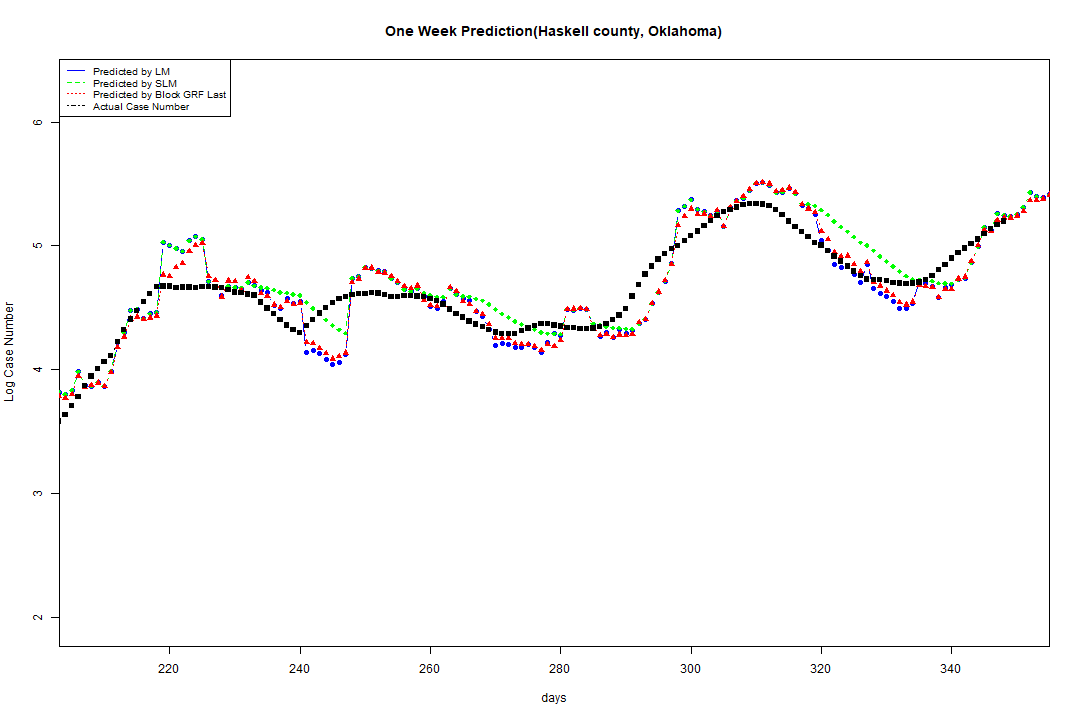 One Week Prediction(Haskell county, Oklahoma)
Predicted by LM
Predicted by SLM
Predicted by Block GRF Last
Actual Case Number
Log Case Number
6
5
4
3
2
220 240 260 280 300 320 340
days